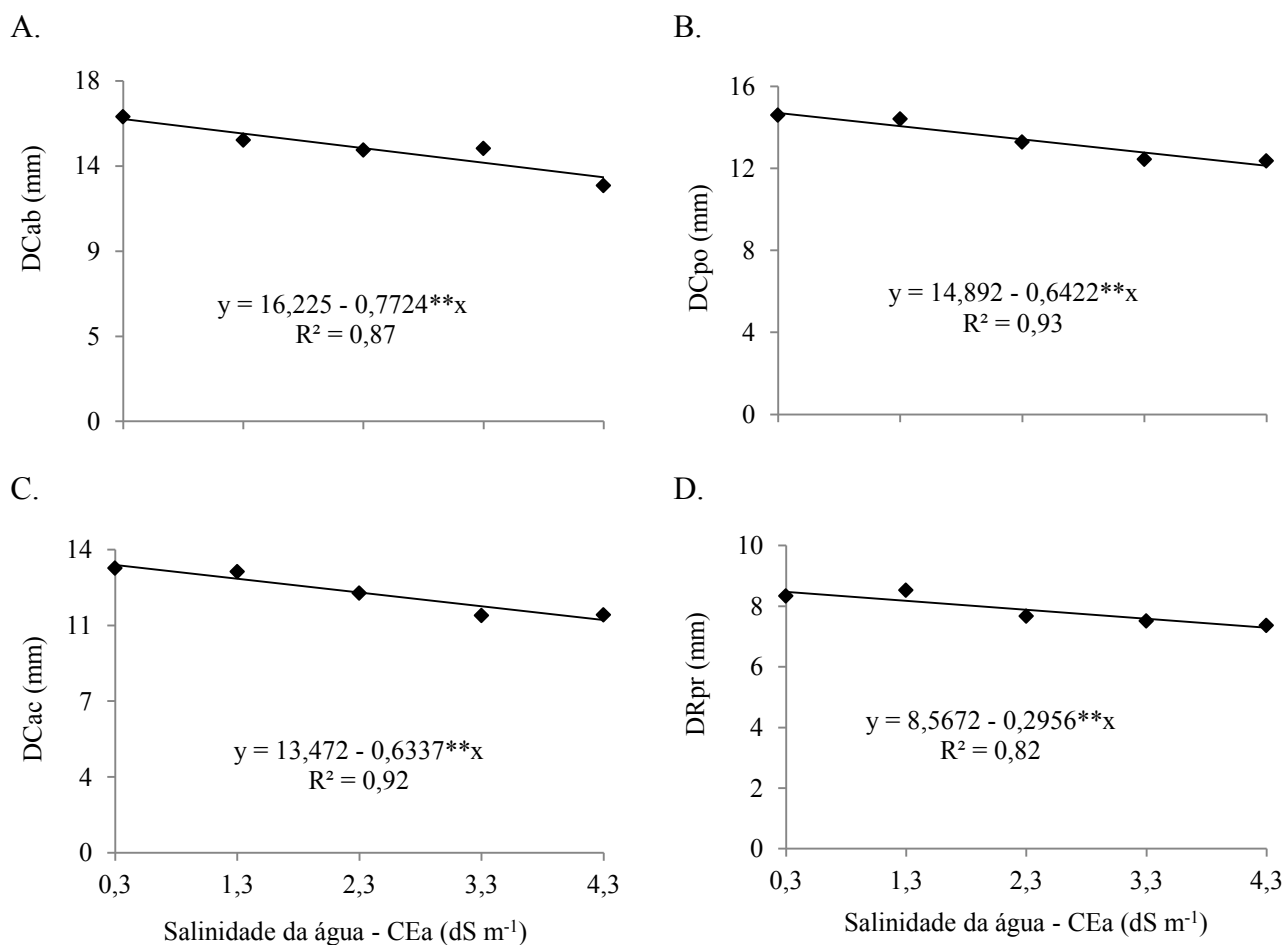 A.
18
14
9
5
0
DCab (mm)
y = 16,225 - 0,7724**x
R² = 0,87
B.
16
12
8
4
0
DCpo (mm)
y = 14,892 - 0,6422**x
R² = 0,93
C.
14
11
7
4
0
DCac (mm)
y = 13,472 - 0,6337**x
R² = 0,92
0,3 1,3 2,3 3,3 4,3
Salinidade da água - CEa (dS m⁻¹)
D.
10
8
6
4
2
0
DRpr (mm)
y = 8,5672 - 0,2956**x
R² = 0,82
0,3 1,3 2,3 3,3 4,3
Salinidade da água - CEa (dS m⁻¹)